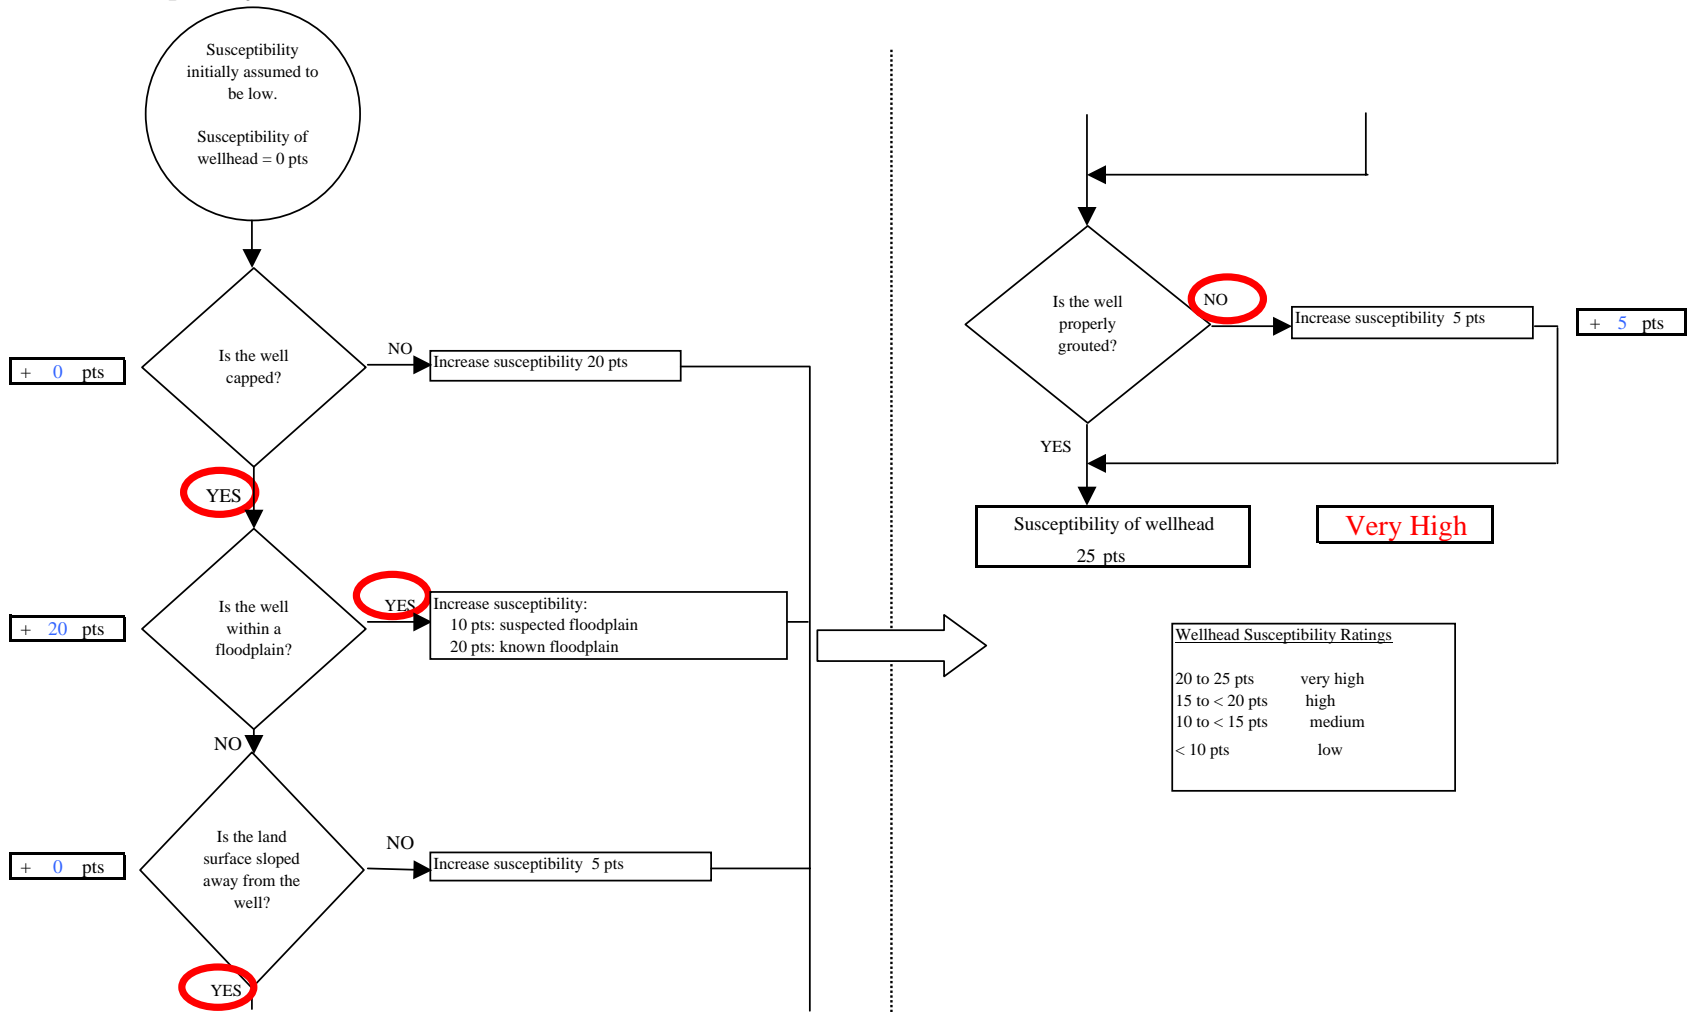 Susceptibility
initially assumed to
be low.
Susceptibility of
wellhead = 0 pts
Is the well
capped?
NO
Increase susceptibility 20 pts
+ 0 pts
YES
Is the well
within a
floodplain?
YES
Increase susceptibility:
10 pts: suspected floodplain
20 pts: known floodplain
+ 20 pts
NO
Is the land
surface sloped
away from the
well?
NO
Increase susceptibility 5 pts
+ 0 pts
YES
Is the well
properly
grouted?
NO
Increase susceptibility 5 pts
+ 5 pts
YES
Susceptibility of wellhead
25 pts
Very High
Wellhead Susceptibility Ratings
20 to 25 pts very high
15 to < 20 pts high
10 to < 15 pts medium
< 10 pts low